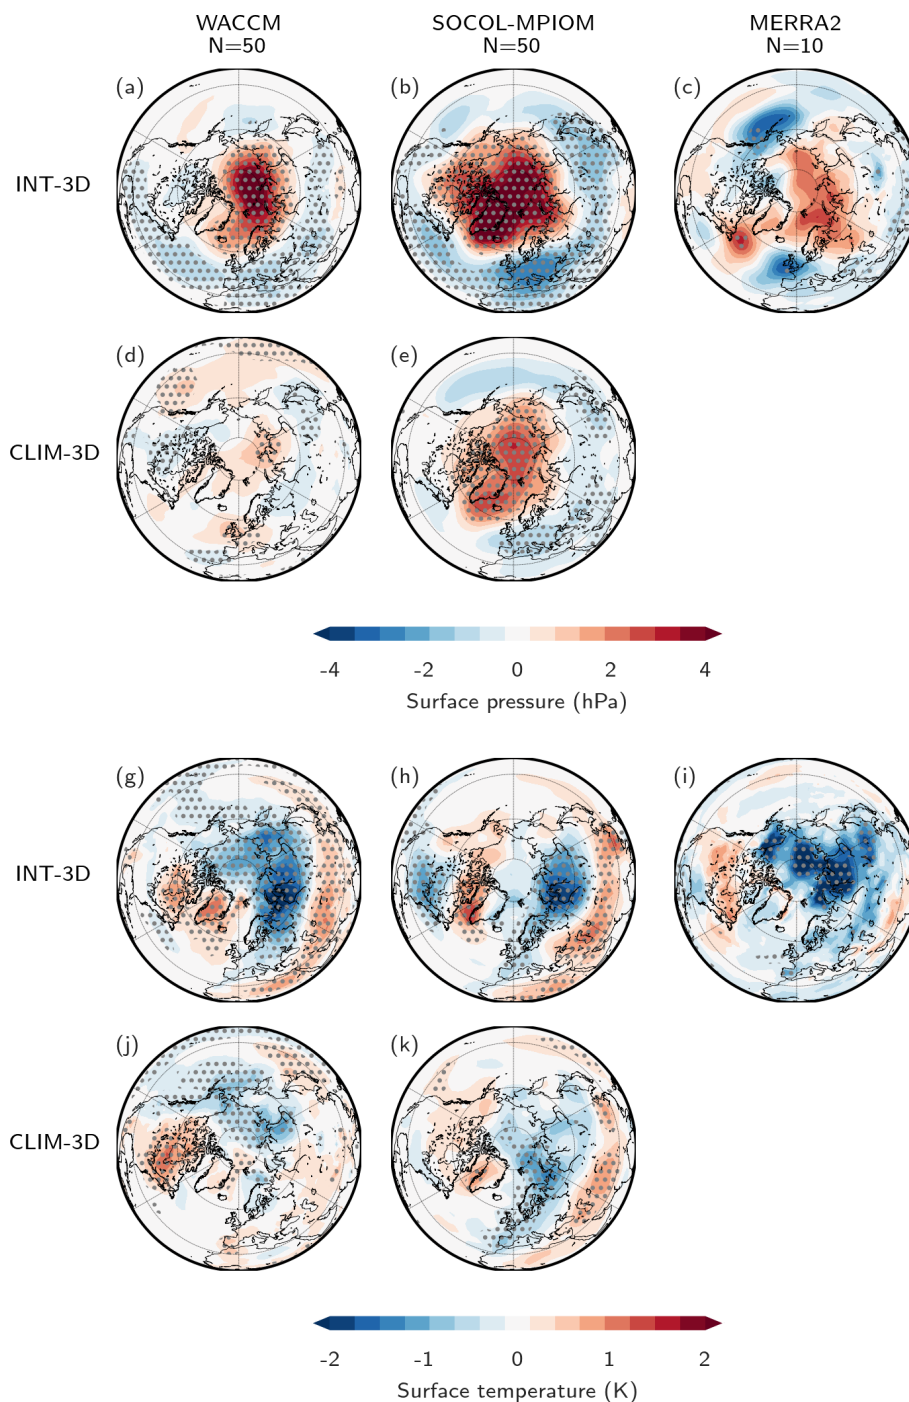 WACCM
N=50
SOCOL-MPIOM
N=50
MERRA2
N=10
(a)
(b)
(c)
INT-3D
(d)
(e)
CLIM-3D
-4
-2
0
2
4
Surface pressure (hPa)
(g)
(h)
(i)
INT-3D
(j)
(k)
CLIM-3D
-2
-1
0
1
2
Surface temperature (K)